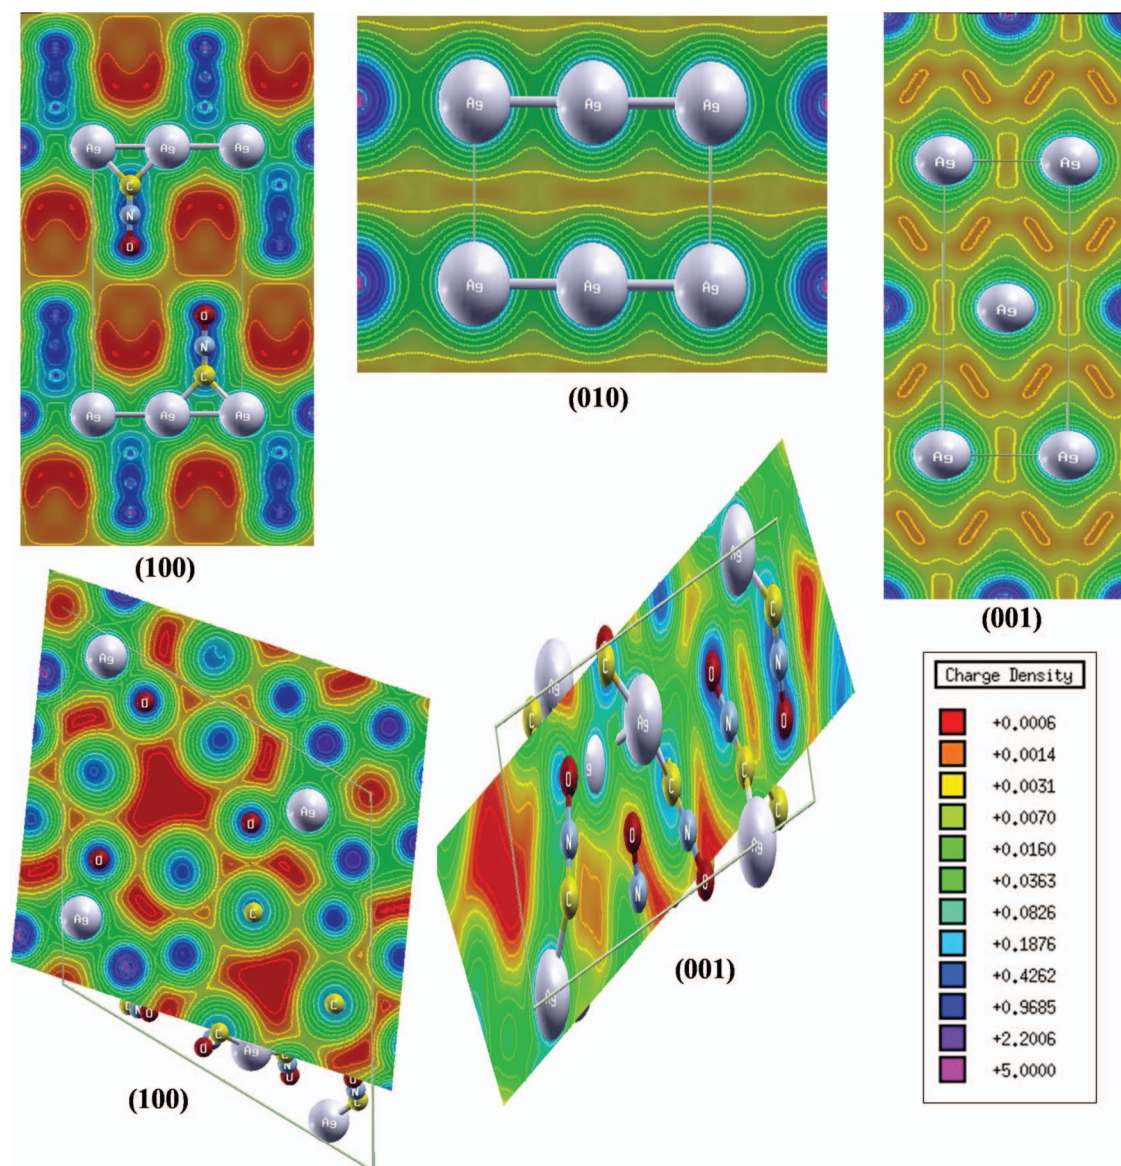 Ag Ag Ag
C
N
O
O
N
C
Ag Ag Ag
(100)
Ag Ag Ag
Ag Ag Ag
(010)
Ag Ag
Ag
Ag Ag
(001)
Ag
O
O Ag
O
C
Ag
C
C N O
C C
O Ag N
O
O
N
C
Ag
(100)
Ag
C
C O N
Ag C Ag N
O O
g C C
O N C
N O Ag
N O
C
Ag
(001)
Charge Density
+0.0006
+0.0014
+0.0031
+0.0070
+0.0160
+0.0363
+0.0826
+0.1876
+0.4262
+0.9685
+2.2006
+5.0000